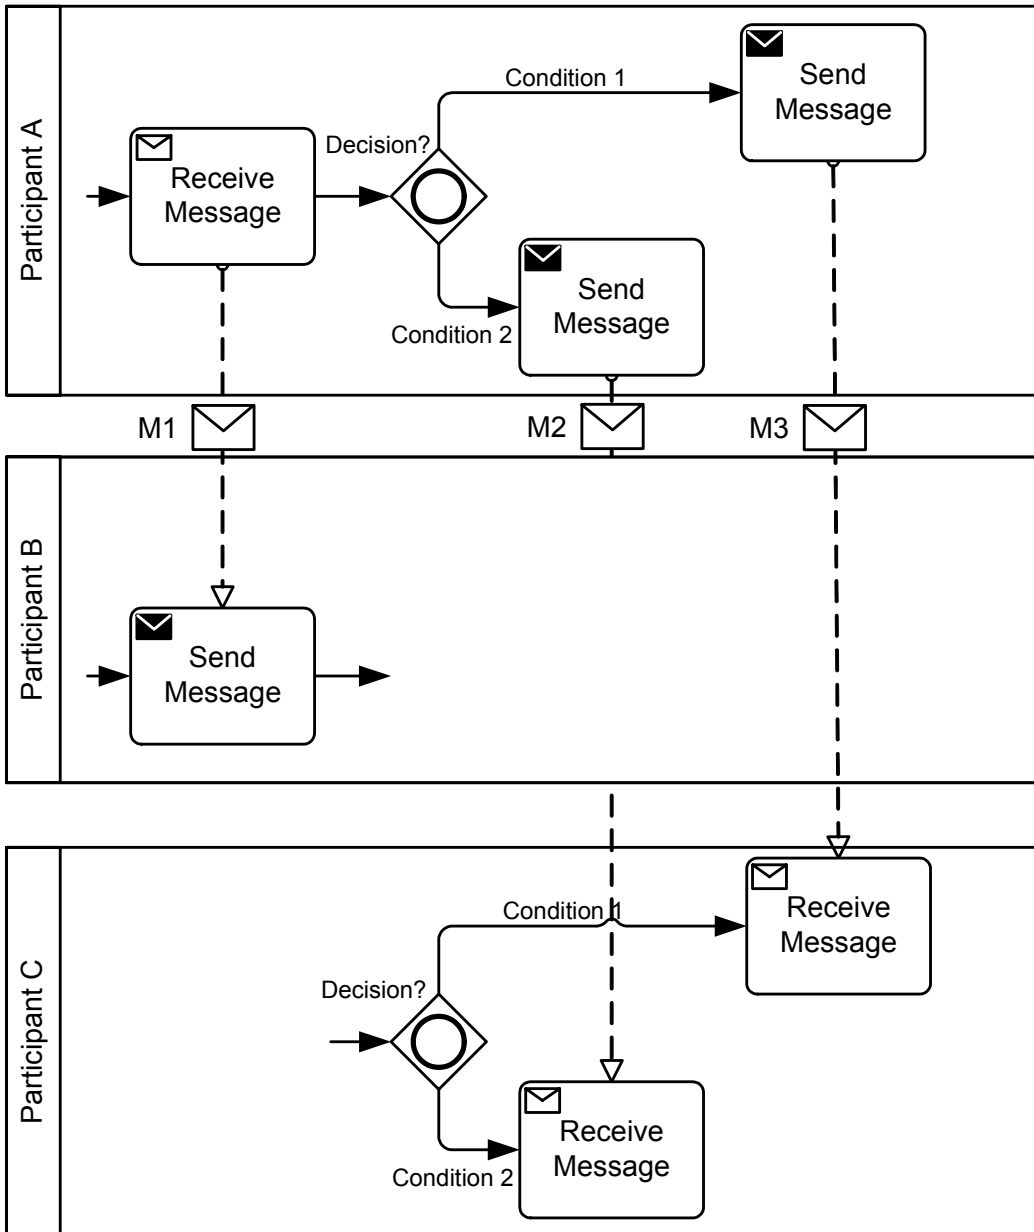 Participant A
Condition 1
Send
Message
Decision?
Receive
Message
Send
Message
Condition 2
M1
M2
M3
Participant B
Send
Message
Participant C
Condition 1
Receive
Message
Decision?
Receive
Message
Condition 2